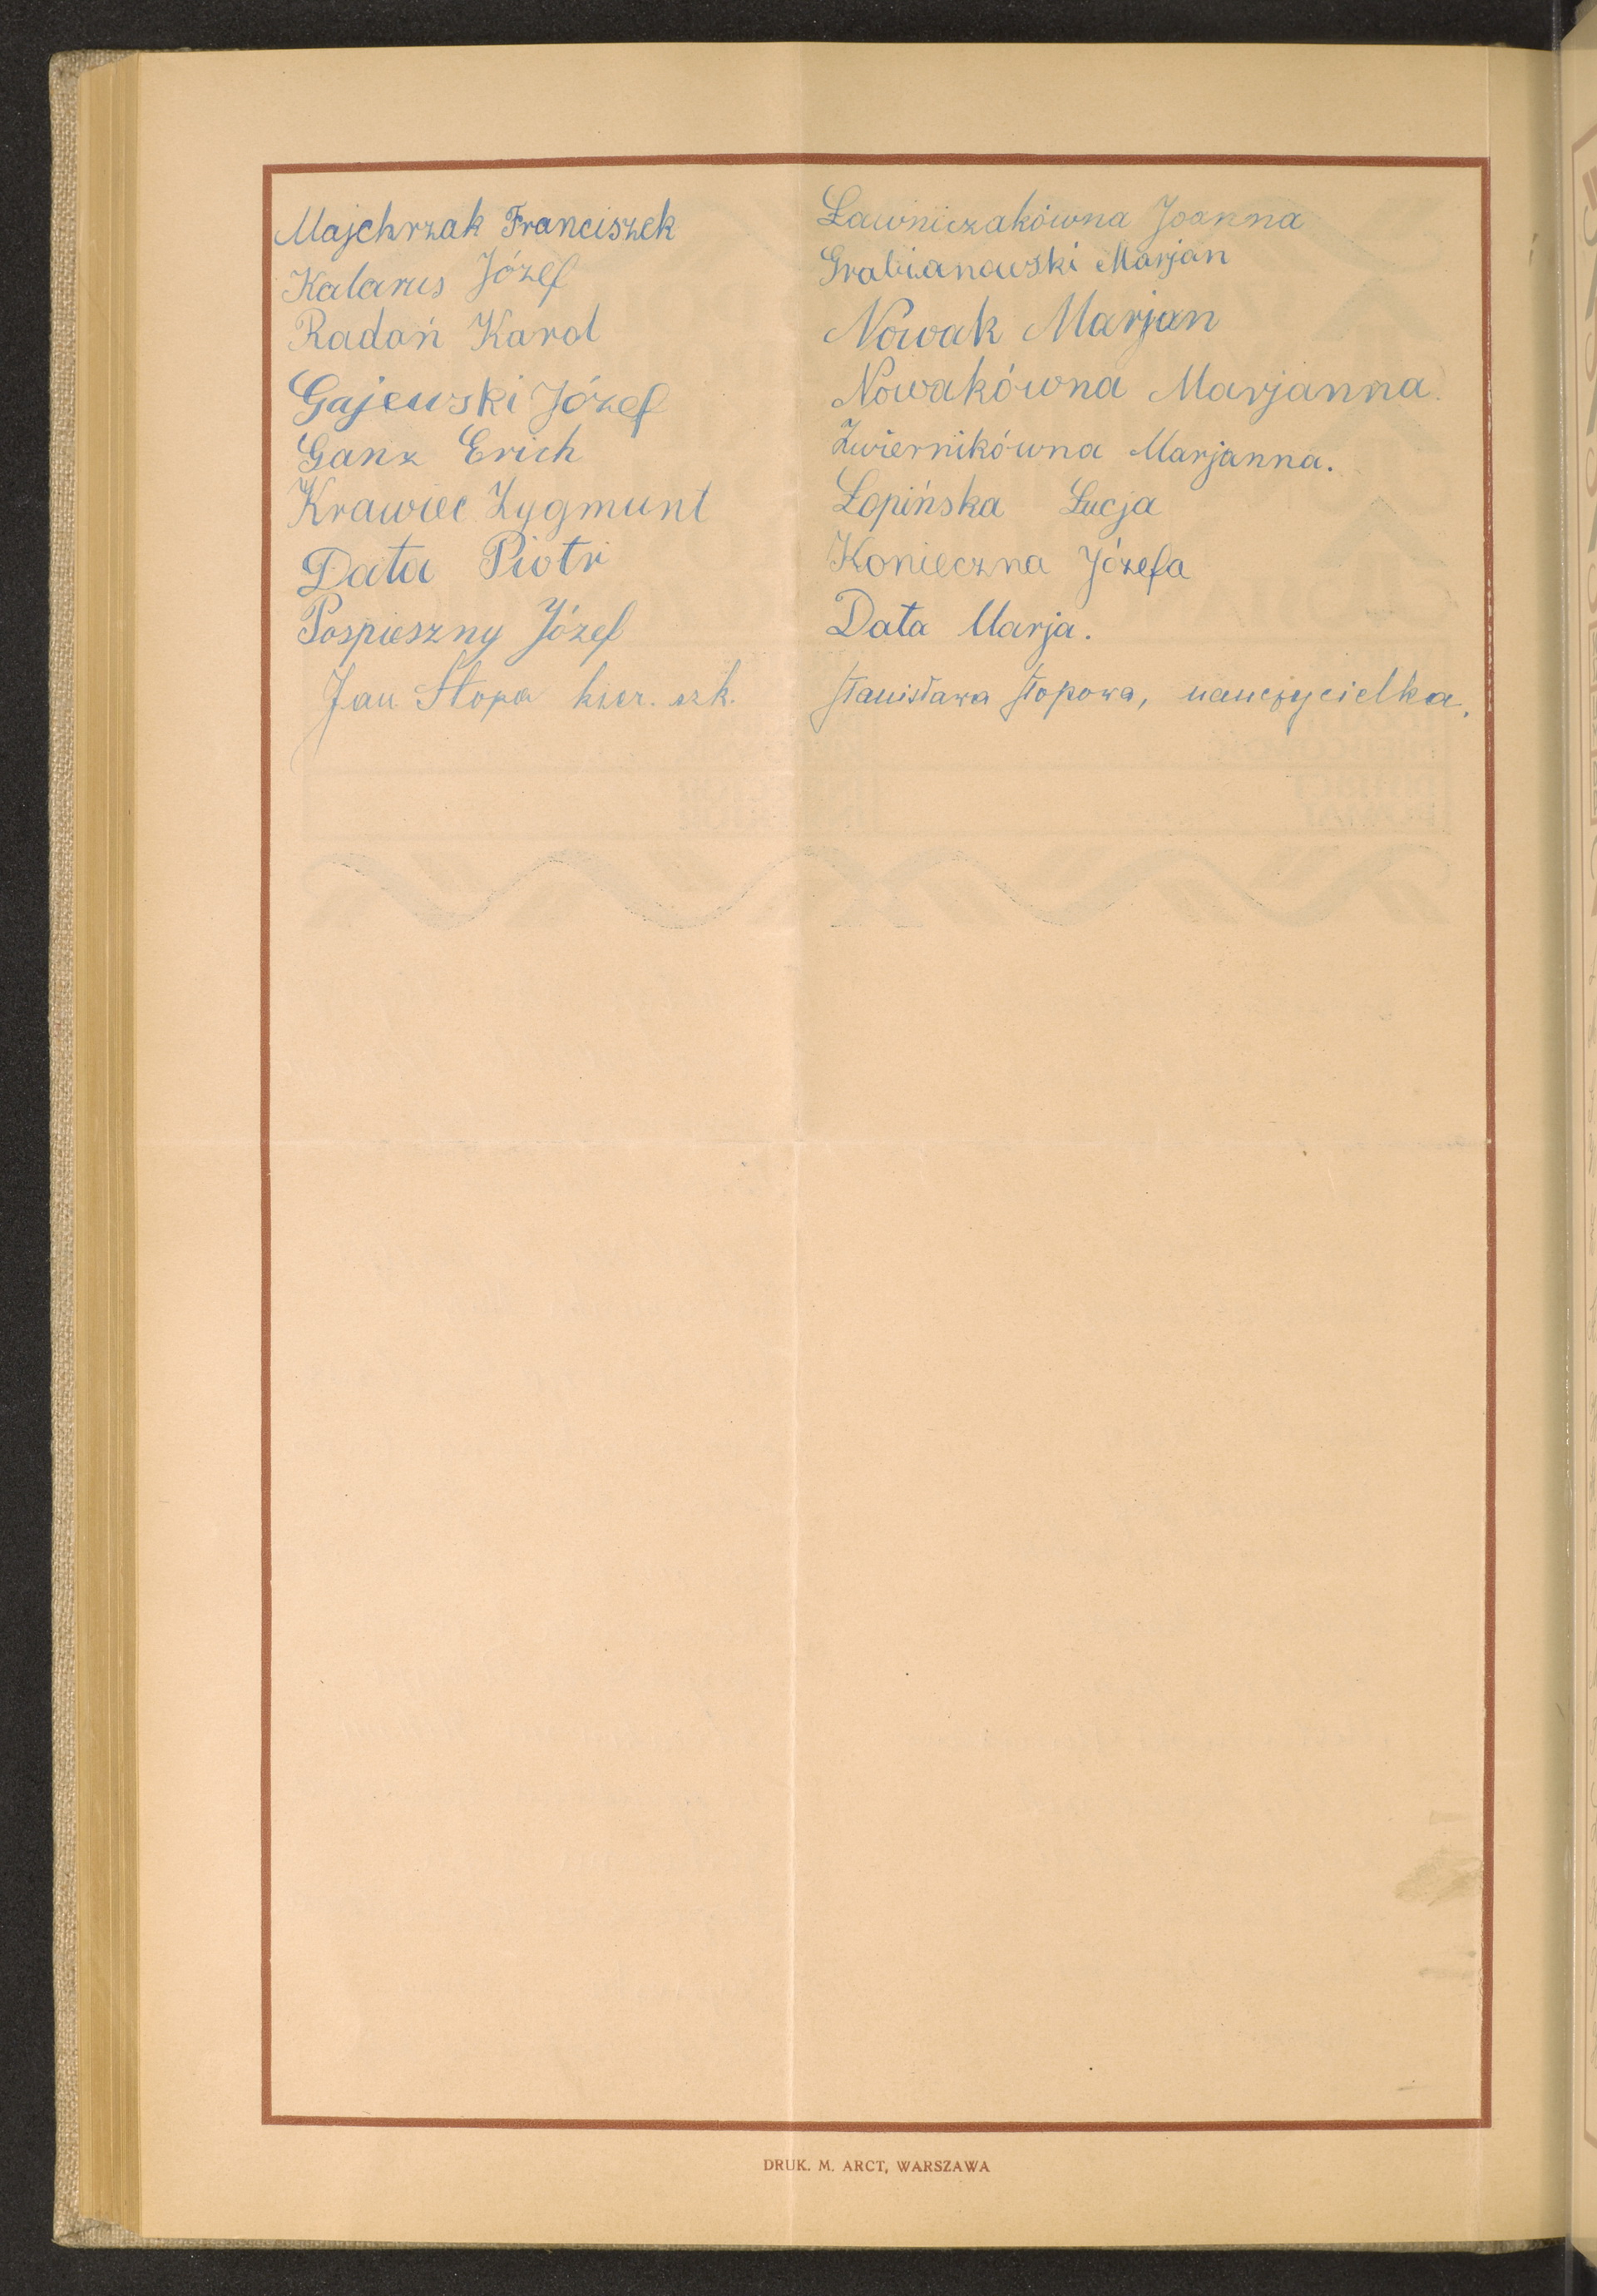 Majchrzak Franciszek
Kalarus Józef
Radoń Karol
Gajewski Józef
Ganz Erich
Krawiec Zygmunt
Data Piotr
Pospieszny Józef
Jan Stopa kier. szk.
Ławniczakówna Joanna
Grabianowski Marjan
Nowak Marjan
Nowakówna Marjanna.
Zwiernikówna Marjanna.
Łopińska Łucja
Konieczna Józefa
Data Marja.
Stanisława Stopowa, nauczycielka.
DRUK. M. ARCT, WARSZAWA